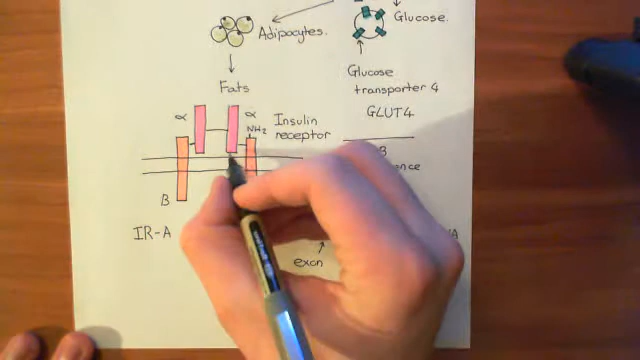 Glucose.
Adipocytes.
Glucose
transporter 4
Fats
GLUT4
α
α
Insulin
NH2
receptor
B
IR-A
exon